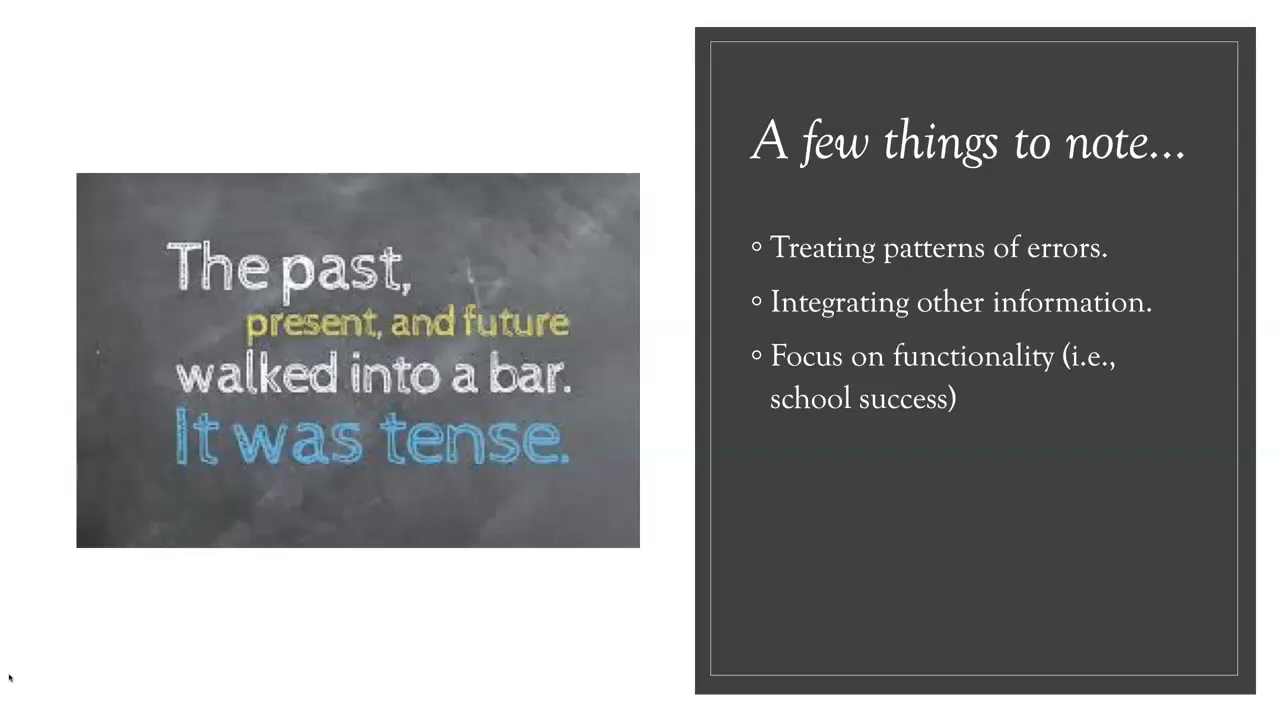 The past,
present, and future
walked into a bar.
It was tense.
A few things to note...
Treating patterns of errors.
Integrating other information.
Focus on functionality (i.e.,
school success)